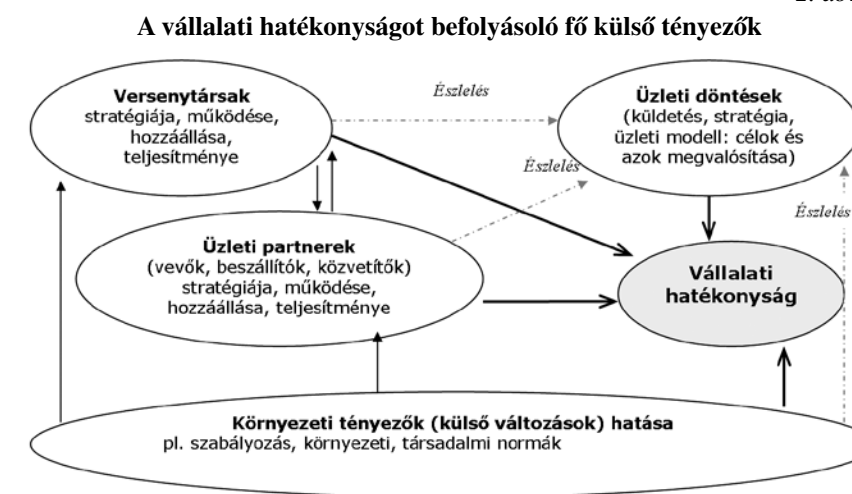 A vállalati hatékonyságot befolyásoló fő külső tényezők
Versenytársak
stratégiája, működése,
hozzáállása,
teljesítménye
Észlelés
Üzleti döntések
(küldetés, stratégia,
üzleti modell: célok és
azok megvalósítása)
Észlelés
Észlelés
Üzleti partnerek
(vevők, beszállítók, közvetítők)
stratégiája, működése,
hozzáállása, teljesítménye
Vállalati
hatékonyság
Környezeti tényezők (külső változások) hatása
pl. szabályozás, környezeti, társadalmi normák